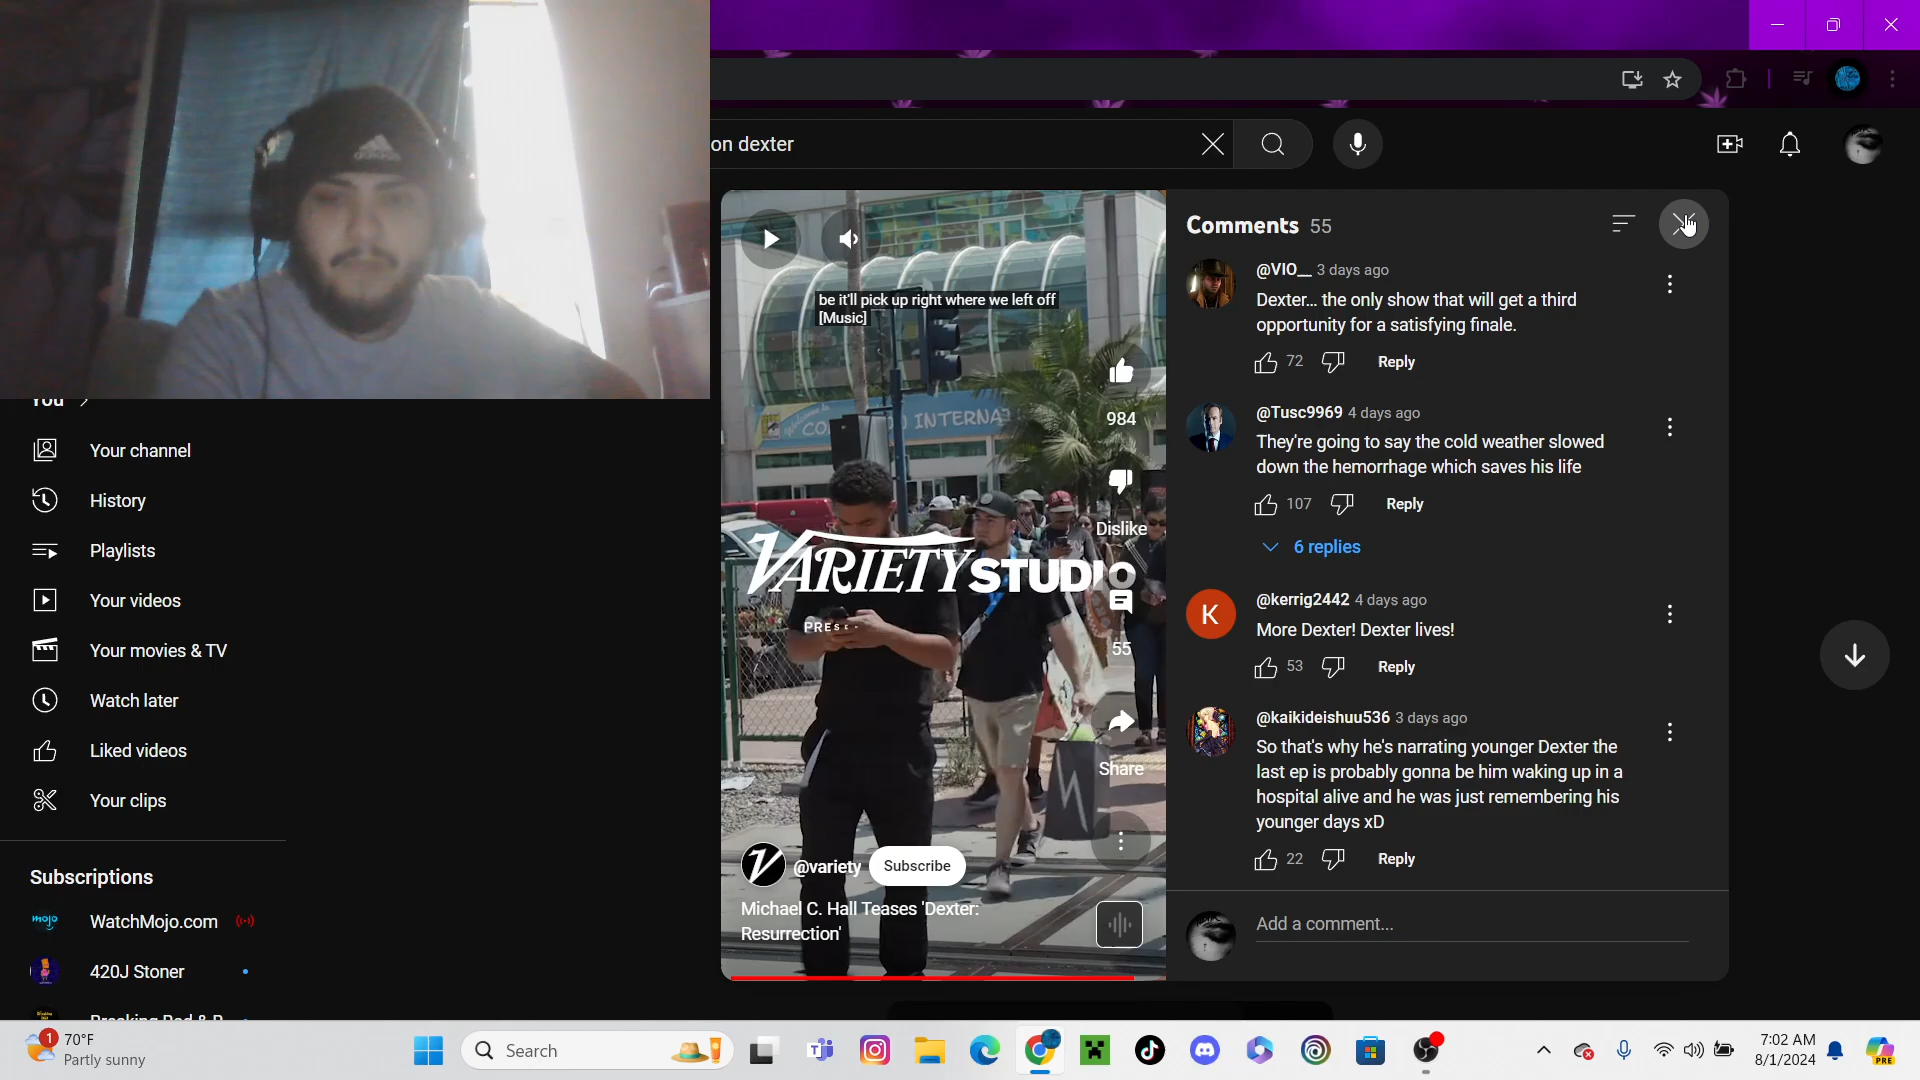 on dexter
be it'll pick up right where we left off
[Music]
984
Dislike
55
Share
VARIETY STUDIO
PRESE
@variety Subscribe
Michael C. Hall Teases 'Dexter:
Resurrection'
Comments 55
@VIO__ 3 days ago
Dexter... the only show that will get a third
opportunity for a satisfying finale.
72 Reply
@Tusc9969 4 days ago
They're going to say the cold weather slowed
down the hemorrhage which saves his life
107 Reply
6 replies
K
@kerrig2442 4 days ago
More Dexter! Dexter lives!
53 Reply
@kaikideishuu536 3 days ago
So that's why he's narrating younger Dexter the
last ep is probably gonna be him waking up in a
hospital alive and he was just remembering his
younger days xD
22 Reply
Add a comment...
You
Your channel
History
Playlists
Your videos
Your movies & TV
Watch later
Liked videos
Your clips
Subscriptions
mojo
WatchMojo.com
420J Stoner
adidas
1
70°F
Partly sunny
Search
7:02 AM
8/1/2024
PRE